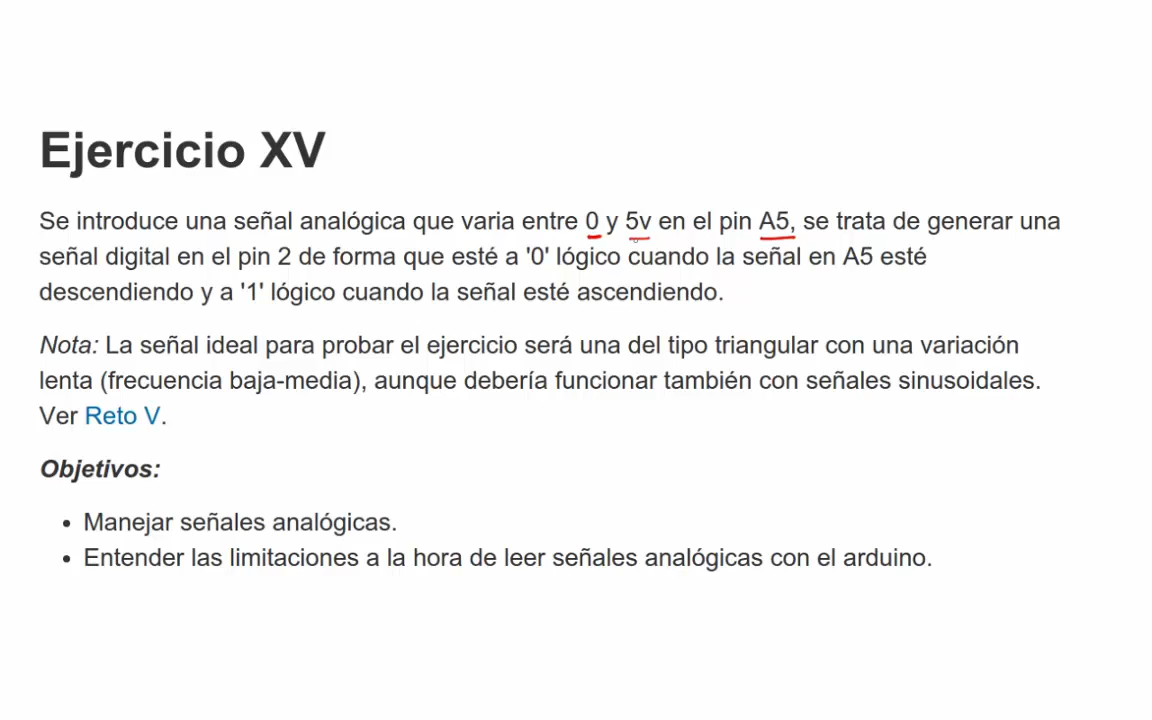 Ejercicio XV
Se introduce una señal analógica que varia entre 0 y 5v en el pin A5, se trata de generar una
señal digital en el pin 2 de forma que esté a '0' lógico cuando la señal en A5 esté
descendiendo y a '1' lógico cuando la señal esté ascendiendo.
Nota: La señal ideal para probar el ejercicio será una del tipo triangular con una variación
lenta (frecuencia baja-media), aunque debería funcionar también con señales sinusoidales.
Ver Reto V.
Objetivos:
• Manejar señales analógicas.
• Entender las limitaciones a la hora de leer señales analógicas con el arduino.